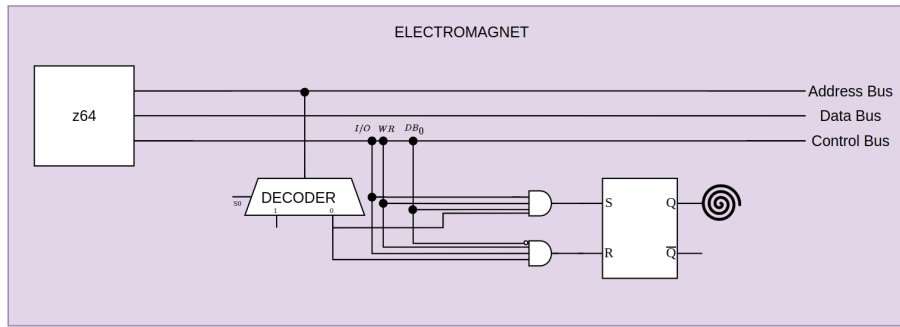 ELECTROMAGNET
z64
Address Bus
Data Bus
Control Bus
I/O WR DB0
DECODER
S0
1 0
S Q
R Q̅